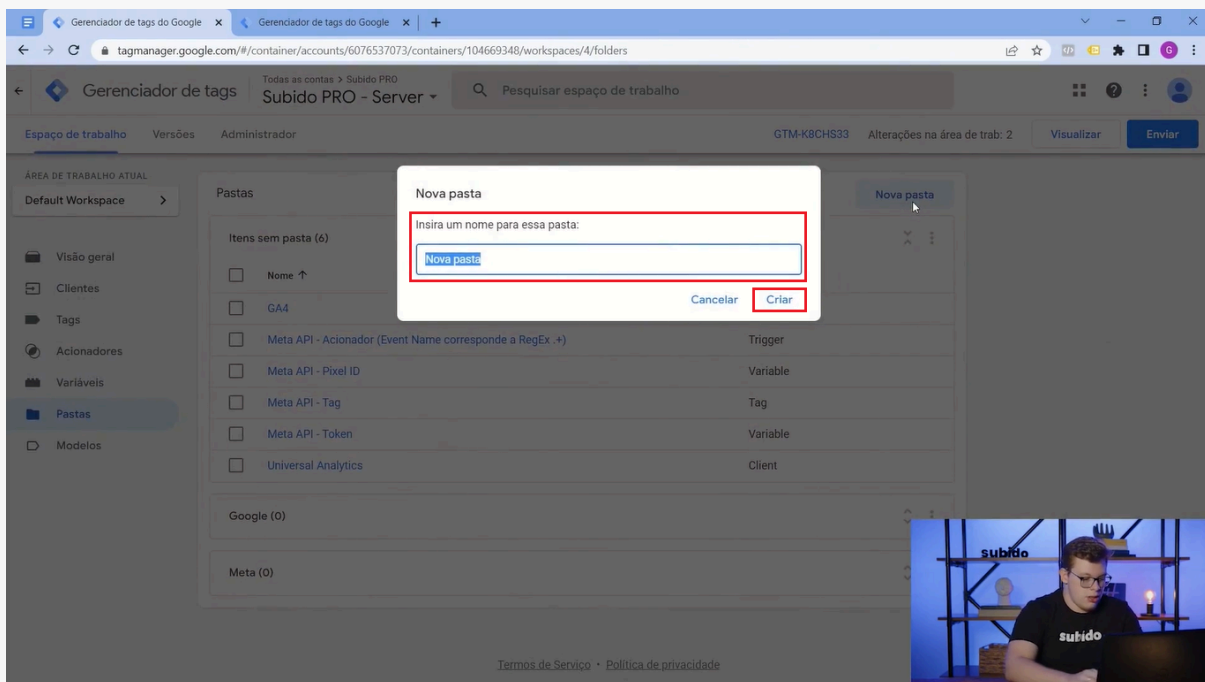 Gerenciador de tags do Google
Gerenciador de tags do Google
tagmanager.google.com/#/container/accounts/6076537073/containers/104669348/workspaces/4/folders
G
Gerenciador de tags
Todas as contas > Subido PRO
Subido PRO - Server
Pesquisar espaço de trabalho
Espaço de trabalho
Versões
Administrador
GTM-K8CHS33
Alterações na área de trab: 2
Visualizar
Enviar
ÁREA DE TRABALHO ATUAL
Default Workspace
Visão geral
Clientes
Tags
Acionadores
Variáveis
Pastas
Modelos
Pastas
Nova pasta
Itens sem pasta (6)
Nome
GA4
Meta API - Acionador (Event Name corresponde a RegEx .+)
Trigger
Meta API - Pixel ID
Variable
Meta API - Tag
Tag
Meta API - Token
Variable
Universal Analytics
Client
Google (0)
Meta (0)
Nova pasta
Insira um nome para essa pasta:
Nova pasta
Cancelar
Criar
Termos de Serviço • Política de privacidade
subido
subido